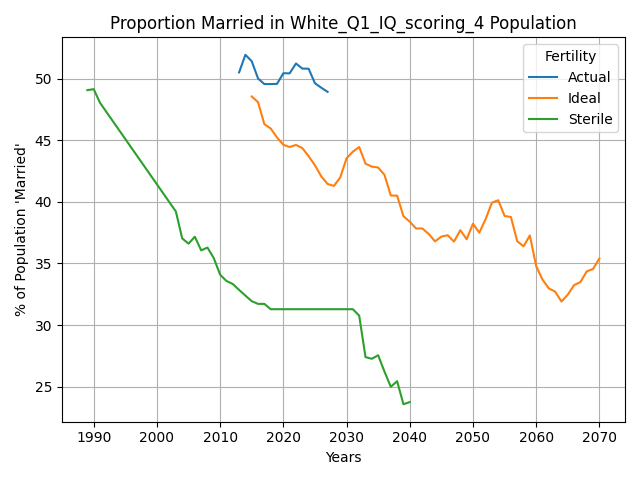 Proportion Married in White_Q1_IQ_scoring_4 Population
Fertility
Actual
Ideal
Sterile
% of Population 'Married'
50
45
40
35
30
25
1990 2000 2010 2020 2030 2040 2050 2060 2070
Years